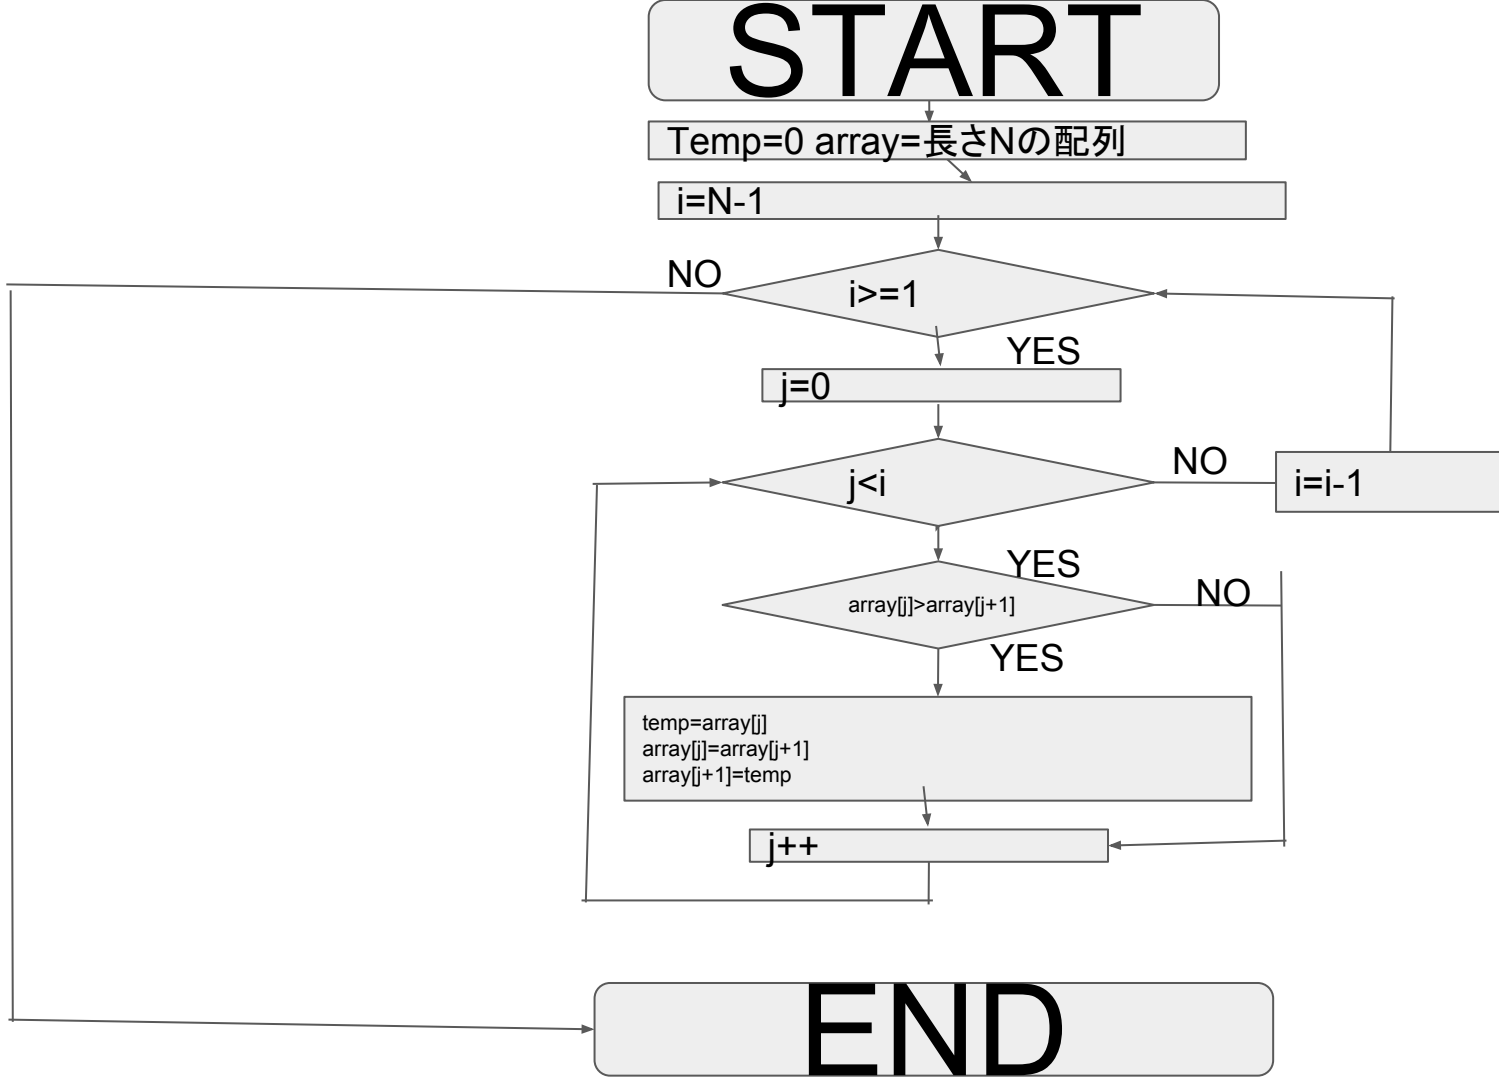 START
Temp=0 array=長さNの配列
i=N-1
NO
i>=1
YES
j=0
j<i
NO
i=i-1
YES
array[j]>array[j+1]
NO
YES
temp=array[j]
array[j]=array[j+1]
array[j+1]=temp
j++
END